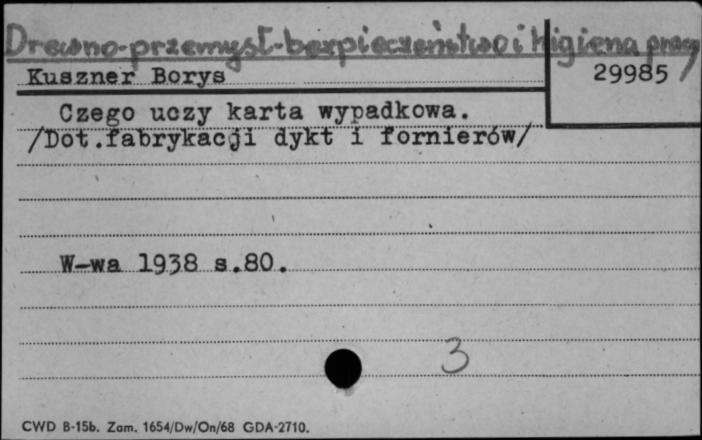 Drewno-przemysł-bezpieczeństwo i higiena pracy
Kuszner Borys
29985
Czego uczy karta wypadkowa.
/Dot.fabrykacji dykt i fornierów/
W-wa 1938 s.80.
3
CWD B-15b. Zam. 1654/Dw/On/68 GDA-2710.